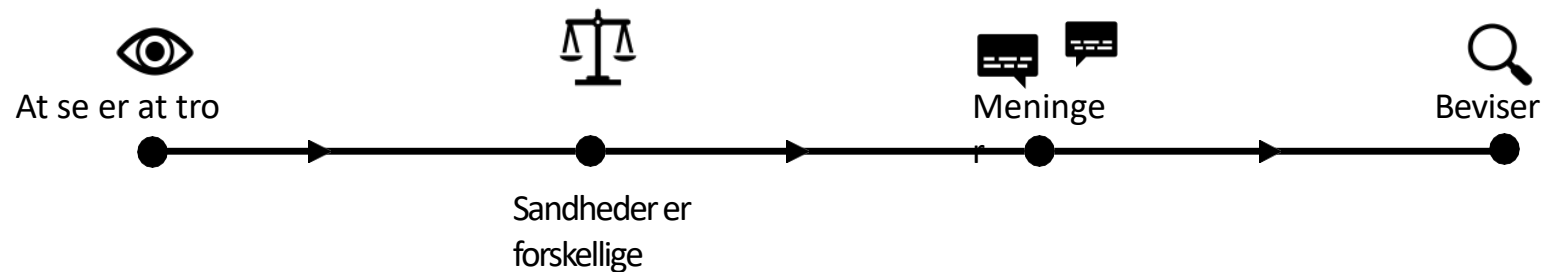 At se er at tro
Meninge
r
Beviser
Sandheder er
forskellige